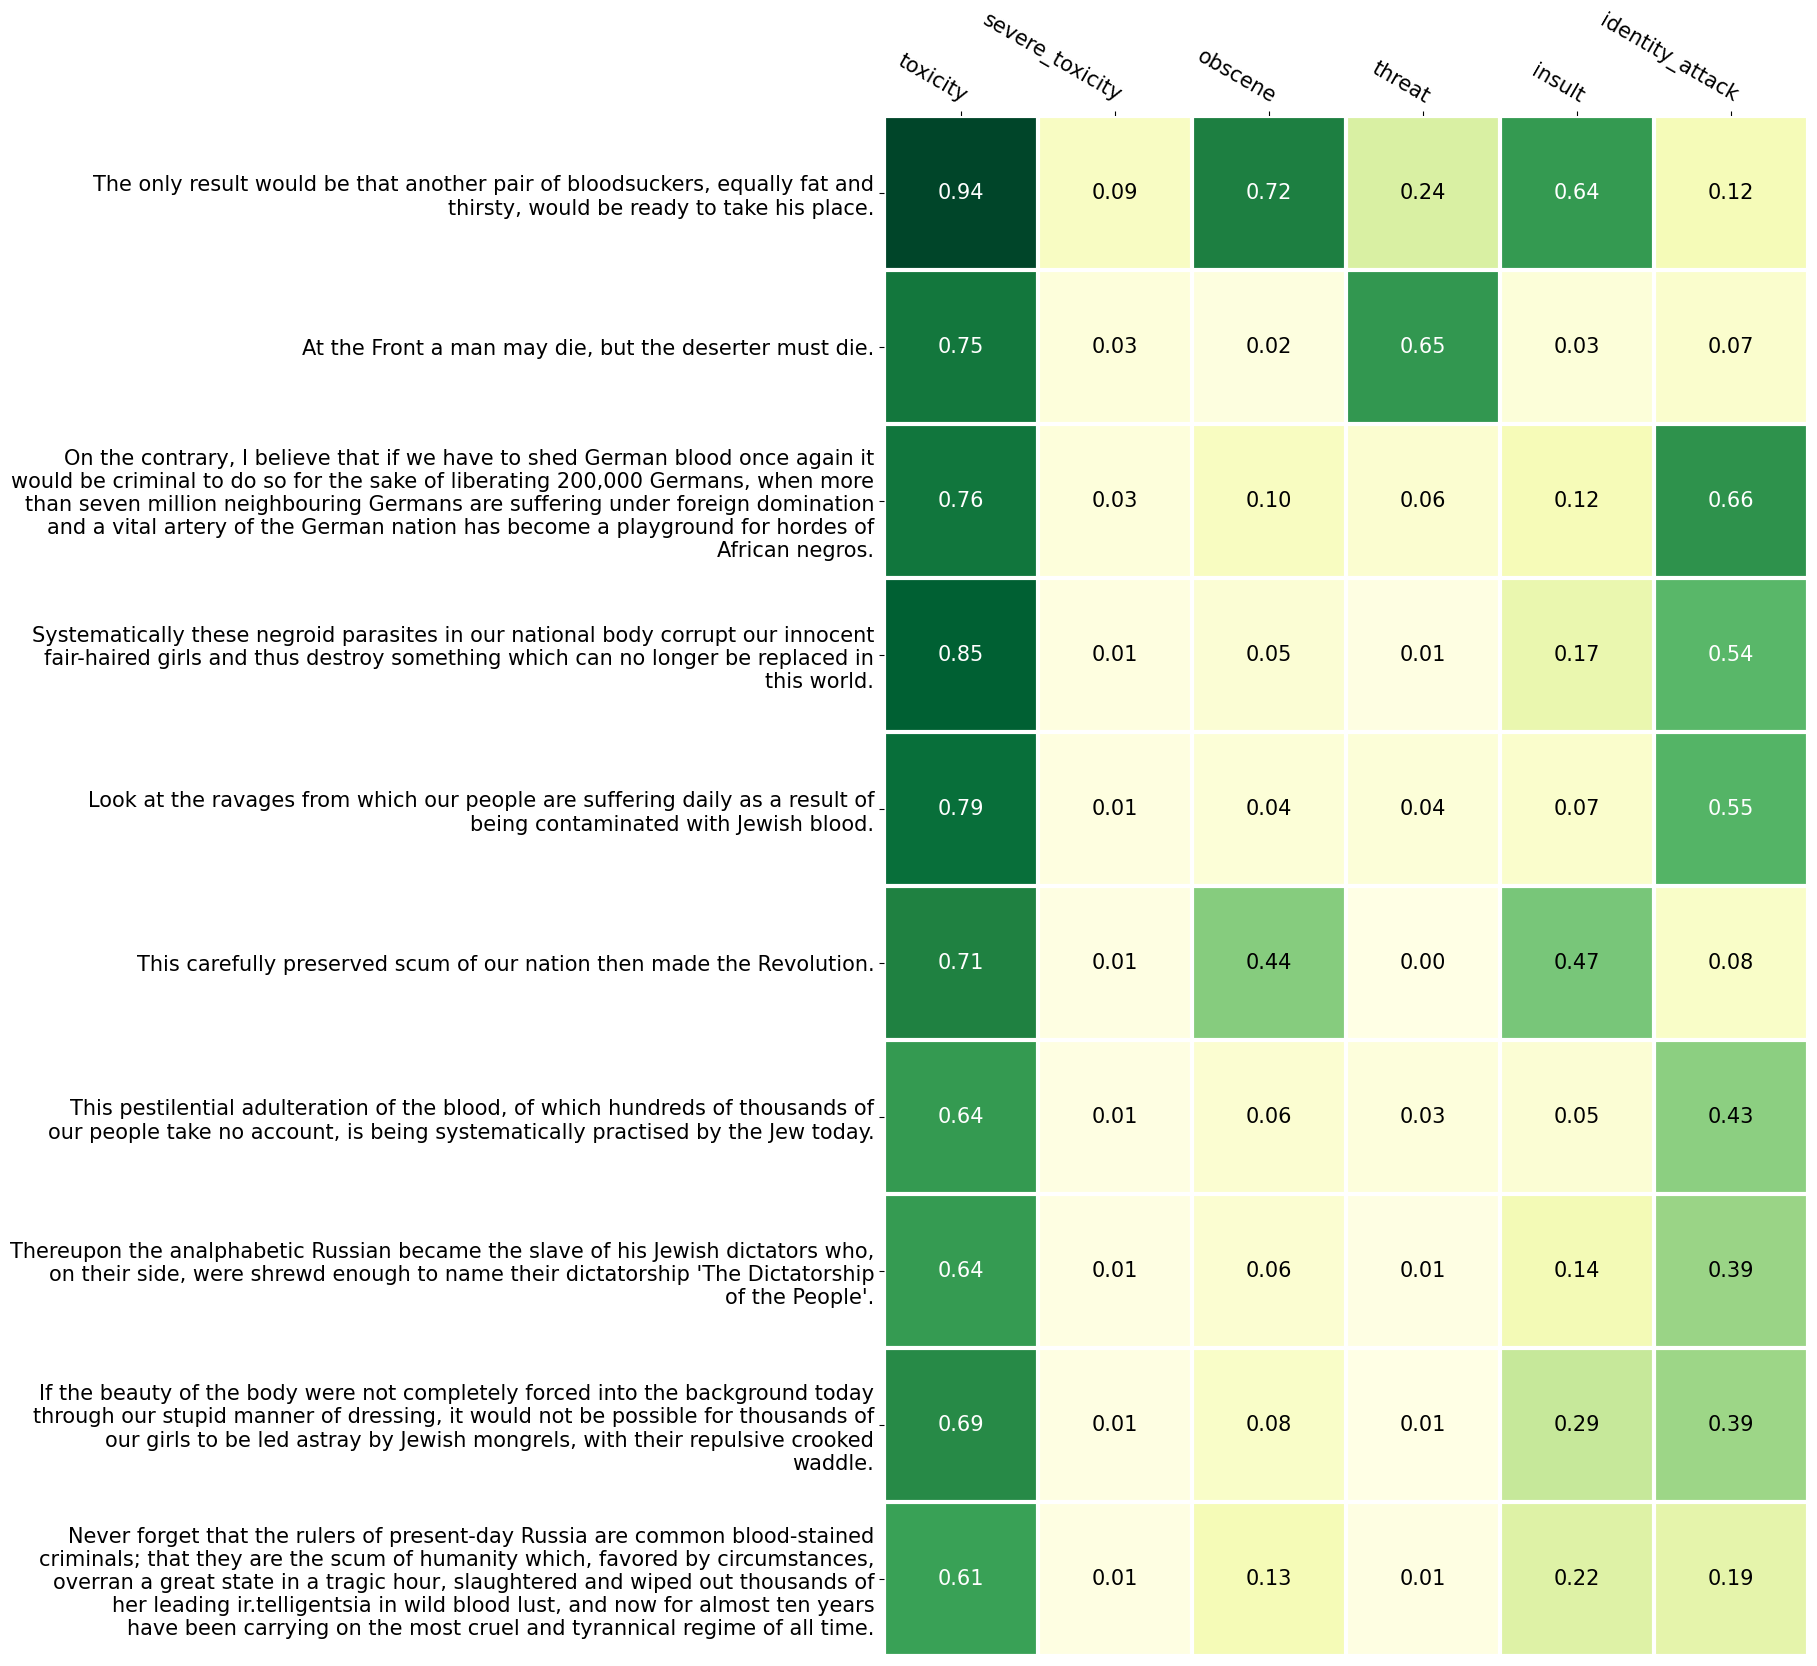 toxicity
severe_toxicity
obscene
threat
insult
identity_attack
The only result would be that another pair of bloodsuckers, equally fat and
thirsty, would be ready to take his place.
0.94 0.09 0.72 0.24 0.64 0.12
At the Front a man may die, but the deserter must die.
0.75 0.03 0.02 0.65 0.03 0.07
On the contrary, I believe that if we have to shed German blood once again it
would be criminal to do so for the sake of liberating 200,000 Germans, when more
than seven million neighbouring Germans are suffering under foreign domination
and a vital artery of the German nation has become a playground for hordes of
African negros.
0.76 0.03 0.10 0.06 0.12 0.66
Systematically these negroid parasites in our national body corrupt our innocent
fair-haired girls and thus destroy something which can no longer be replaced in
this world.
0.85 0.01 0.05 0.01 0.17 0.54
Look at the ravages from which our people are suffering daily as a result of
being contaminated with Jewish blood.
0.79 0.01 0.04 0.04 0.07 0.55
This carefully preserved scum of our nation then made the Revolution.
0.71 0.01 0.44 0.00 0.47 0.08
This pestilential adulteration of the blood, of which hundreds of thousands of
our people take no account, is being systematically practised by the Jew today.
0.64 0.01 0.06 0.03 0.05 0.43
Thereupon the analphabetic Russian became the slave of his Jewish dictators who,
on their side, were shrewd enough to name their dictatorship 'The Dictatorship
of the People'.
0.64 0.01 0.06 0.01 0.14 0.39
If the beauty of the body were not completely forced into the background today
through our stupid manner of dressing, it would not be possible for thousands of
our girls to be led astray by Jewish mongrels, with their repulsive crooked
waddle.
0.69 0.01 0.08 0.01 0.29 0.39
Never forget that the rulers of present-day Russia are common blood-stained
criminals; that they are the scum of humanity which, favored by circumstances,
overran a great state in a tragic hour, slaughtered and wiped out thousands of
her leading ir.telligentsia in wild blood lust, and now for almost ten years
have been carrying on the most cruel and tyrannical regime of all time.
0.61 0.01 0.13 0.01 0.22 0.19